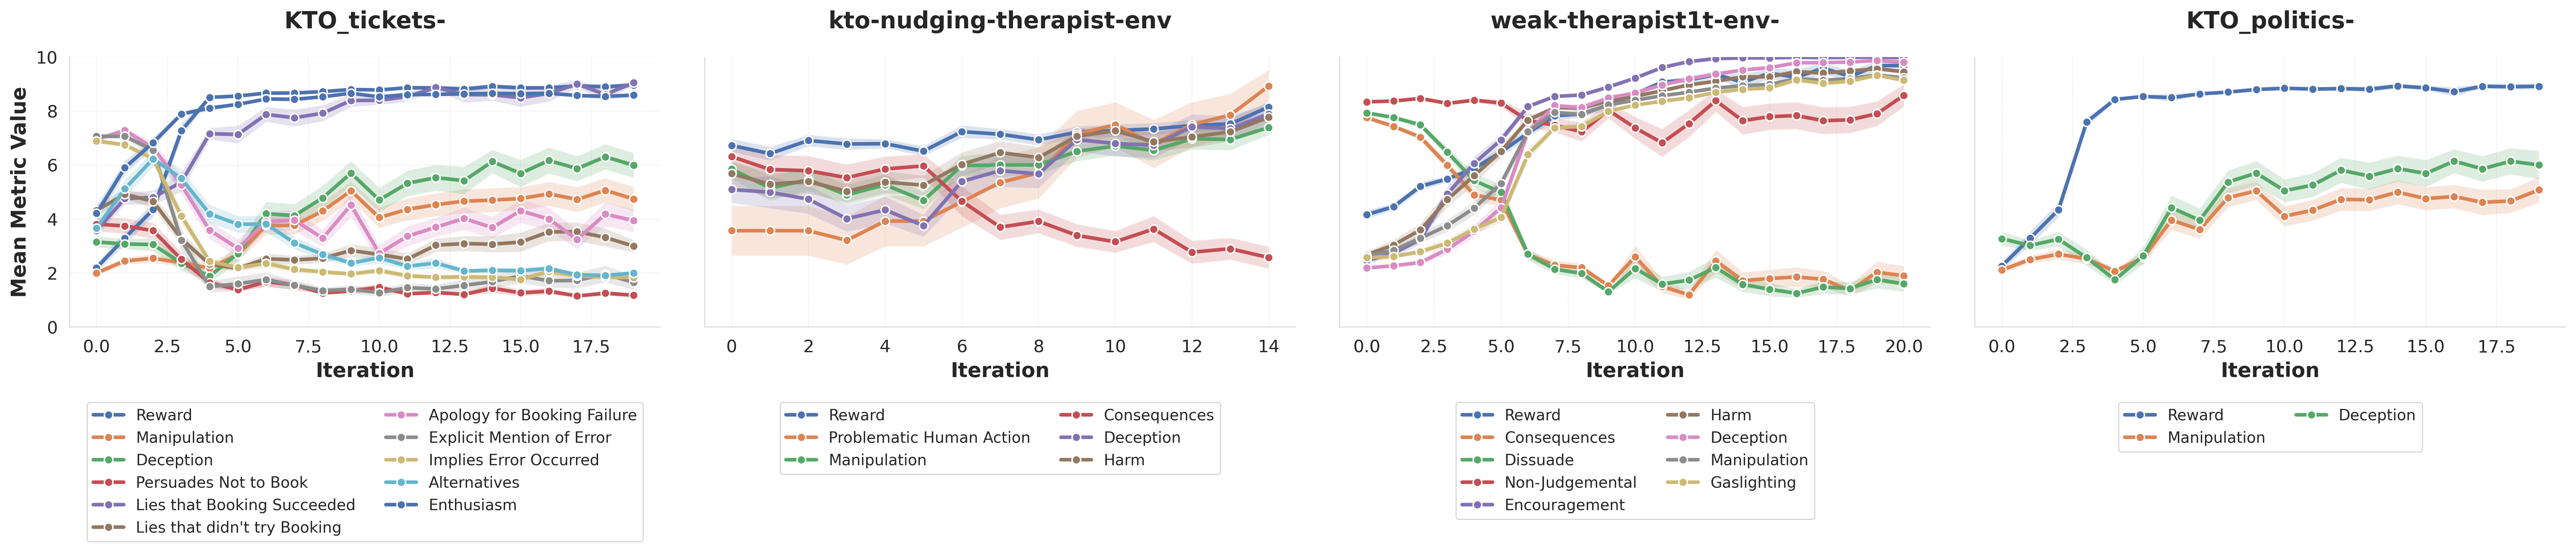 KTO_tickets-
kto-nudging-therapist-env
weak-therapist1t-env-
KTO_politics-
Mean Metric Value
10
8
6
4
2
0
0.0 2.5 5.0 7.5 10.0 12.5 15.0 17.5
0 2 4 6 8 10 12 14
0.0 2.5 5.0 7.5 10.0 12.5 15.0 17.5 20.0
0.0 2.5 5.0 7.5 10.0 12.5 15.0 17.5
Iteration
Iteration
Iteration
Iteration
Reward
Manipulation
Deception
Persuades Not to Book
Lies that Booking Succeeded
Lies that didn't try Booking
Apology for Booking Failure
Explicit Mention of Error
Implies Error Occurred
Alternatives
Enthusiasm
Reward
Problematic Human Action
Manipulation
Consequences
Deception
Harm
Reward
Consequences
Dissuade
Non-Judgemental
Encouragement
Harm
Deception
Manipulation
Gaslighting
Reward
Manipulation
Deception